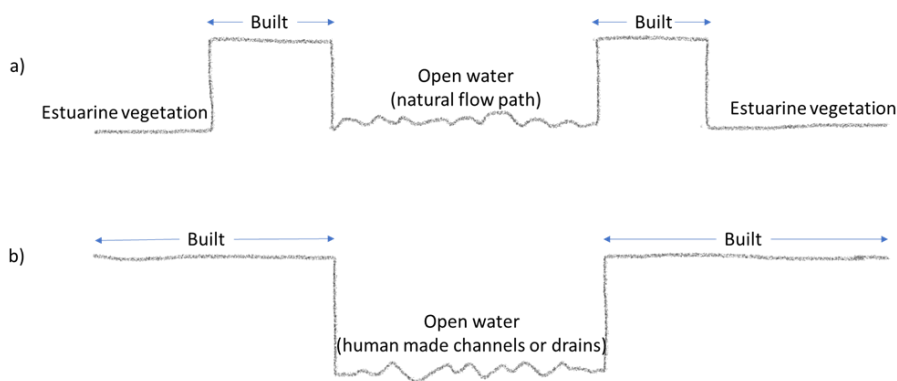 Built
Built
a)
Open water
(natural flow path)
Estuarine vegetation
Estuarine vegetation
Built
Built
b)
Open water
(human made channels or drains)